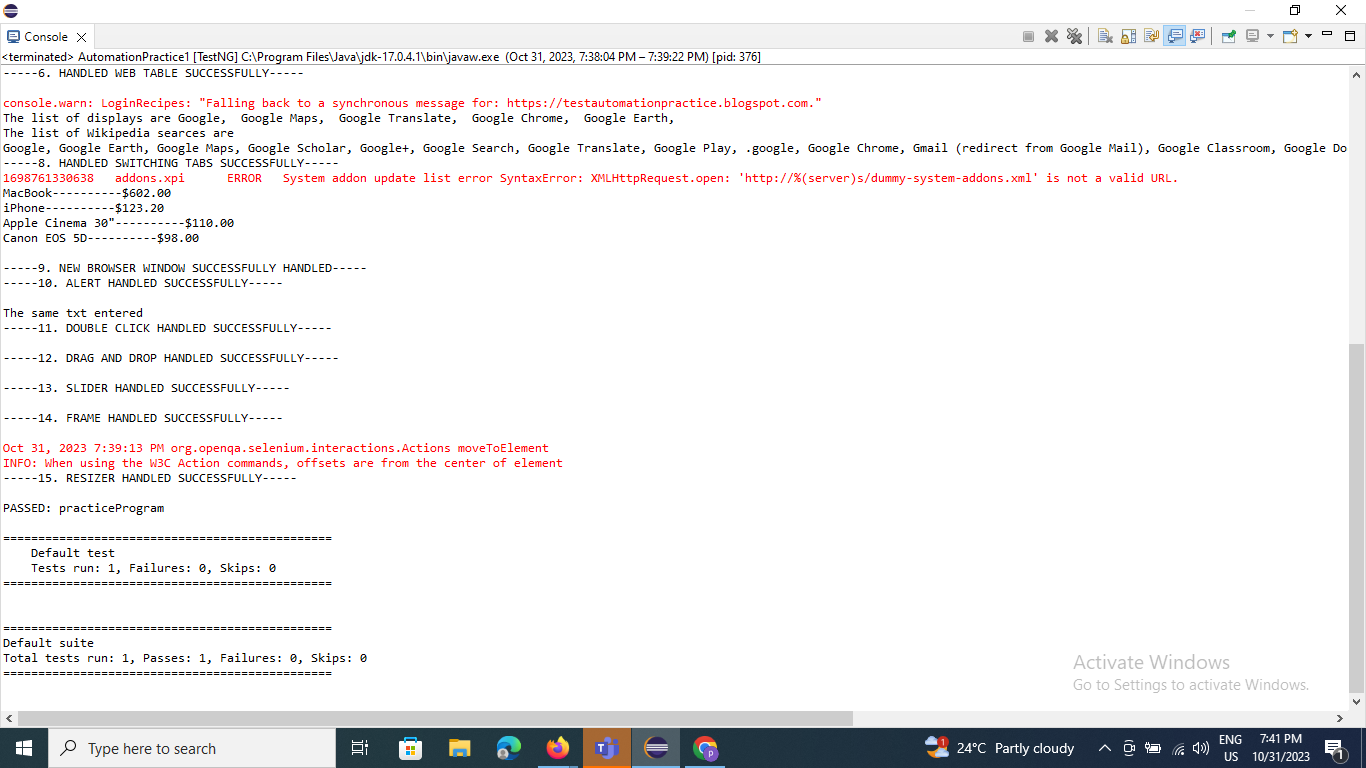 Console
<terminated> AutomationPractice1 [TestNG] C:\Program Files\Java\jdk-17.0.4.1\bin\javaw.exe (Oct 31, 2023, 7:38:04 PM – 7:39:22 PM) [pid: 376]
-----6. HANDLED WEB TABLE SUCCESSFULLY-----
console.warn: LoginRecipes: "Falling back to a synchronous message for: https://testautomationpractice.blogspot.com."
The list of displays are Google,  Google Maps,  Google Translate,  Google Chrome,  Google Earth,
The list of Wikipedia searces are
Google, Google Earth, Google Maps, Google Scholar, Google+, Google Search, Google Translate, Google Play, .google, Google Chrome, Gmail (redirect from Google Mail), Google Classroom, Google Do
-----8. HANDLED SWITCHING TABS SUCCESSFULLY-----
1698761330638   addons.xpi      ERROR   System addon update list error SyntaxError: XMLHttpRequest.open: 'http://%(server)s/dummy-system-addons.xml' is not a valid URL.
MacBook----------$602.00
iPhone----------$123.20
Apple Cinema 30"----------$110.00
Canon EOS 5D----------$98.00
-----9. NEW BROWSER WINDOW SUCCESSFULLY HANDLED-----
-----10. ALERT HANDLED SUCCESSFULLY-----
The same txt entered
-----11. DOUBLE CLICK HANDLED SUCCESSFULLY-----
-----12. DRAG AND DROP HANDLED SUCCESSFULLY-----
-----13. SLIDER HANDLED SUCCESSFULLY-----
-----14. FRAME HANDLED SUCCESSFULLY-----
Oct 31, 2023 7:39:13 PM org.openqa.selenium.interactions.Actions moveToElement
INFO: When using the W3C Action commands, offsets are from the center of element
-----15. RESIZER HANDLED SUCCESSFULLY-----
PASSED: practiceProgram
===============================================
    Default test
    Tests run: 1, Failures: 0, Skips: 0
===============================================
===============================================
Default suite
Total tests run: 1, Passes: 1, Failures: 0, Skips: 0
===============================================
Activate Windows
Go to Settings to activate Windows.
Type here to search
24°C Partly cloudy
ENG
US
7:41 PM
10/31/2023